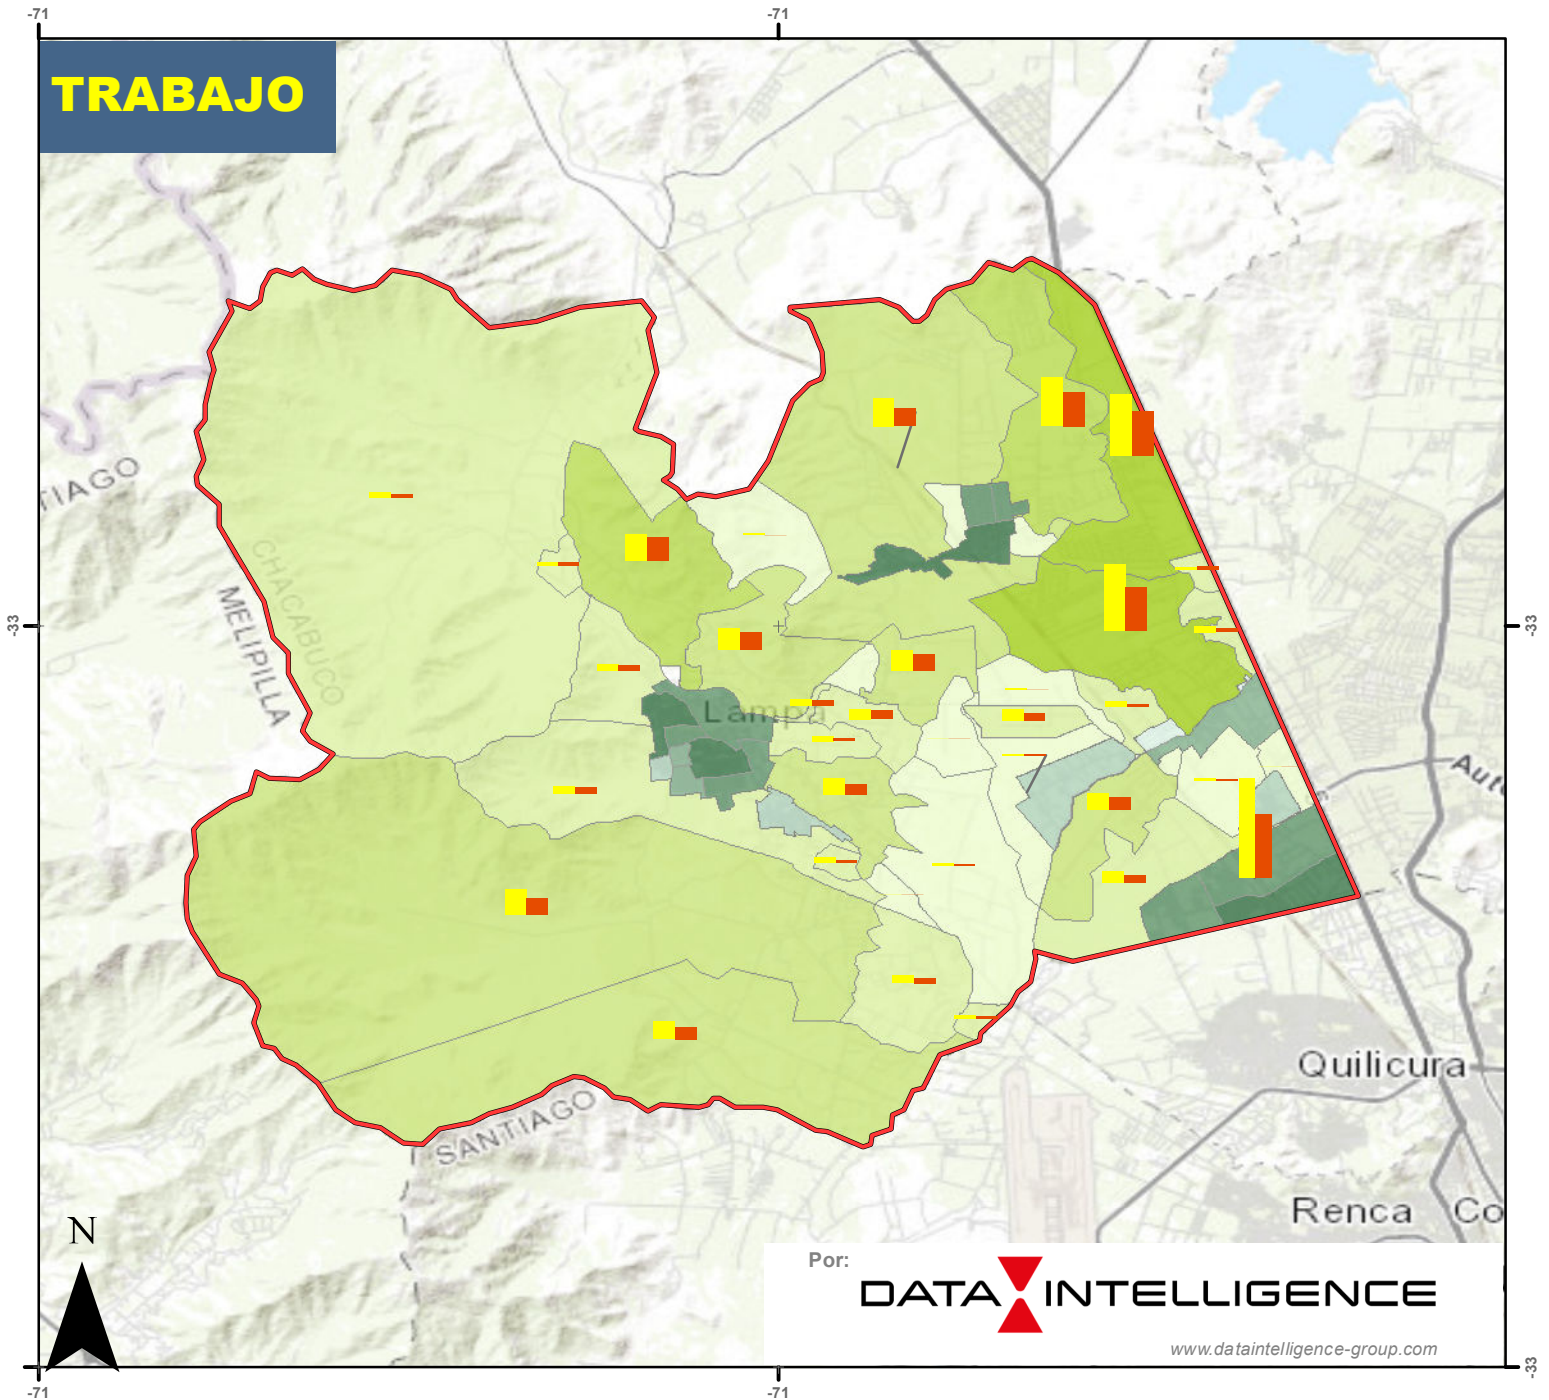 -71
-71
TRABAJO
TIAGO
CHACABUCO
MELIPILLA
-33
-33
Lampa
SANTIAGO
Quilicura
Renca
Co
N
Por:
DATA INTELLIGENCE
www.dataintelligence-group.com
-33
-71
-71